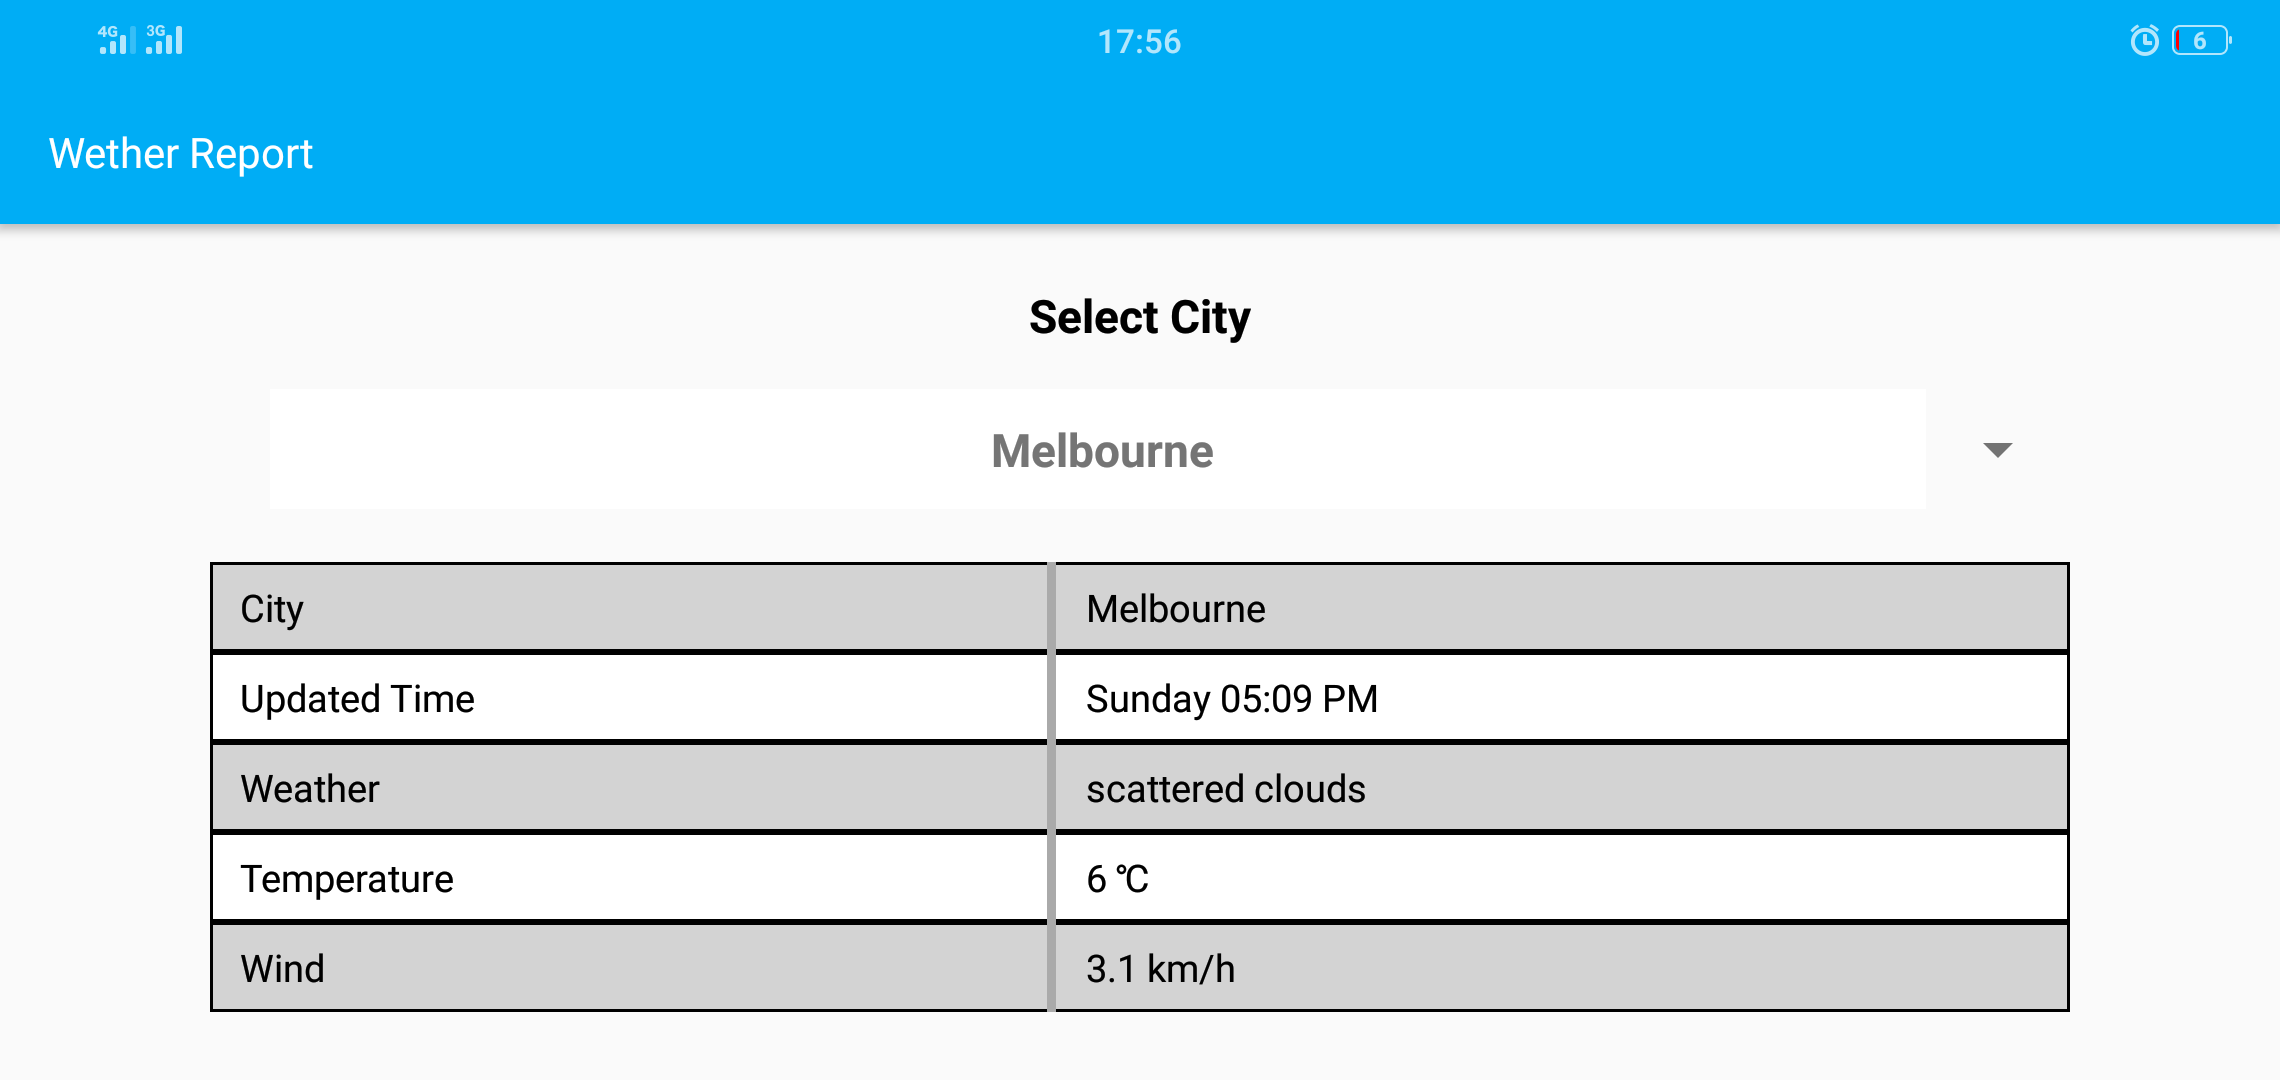 4G 3G 17:56 6
Wether Report
Select City
Melbourne
City Melbourne
Updated Time Sunday 05:09 PM
Weather scattered clouds
Temperature 6 ℃
Wind 3.1 km/h